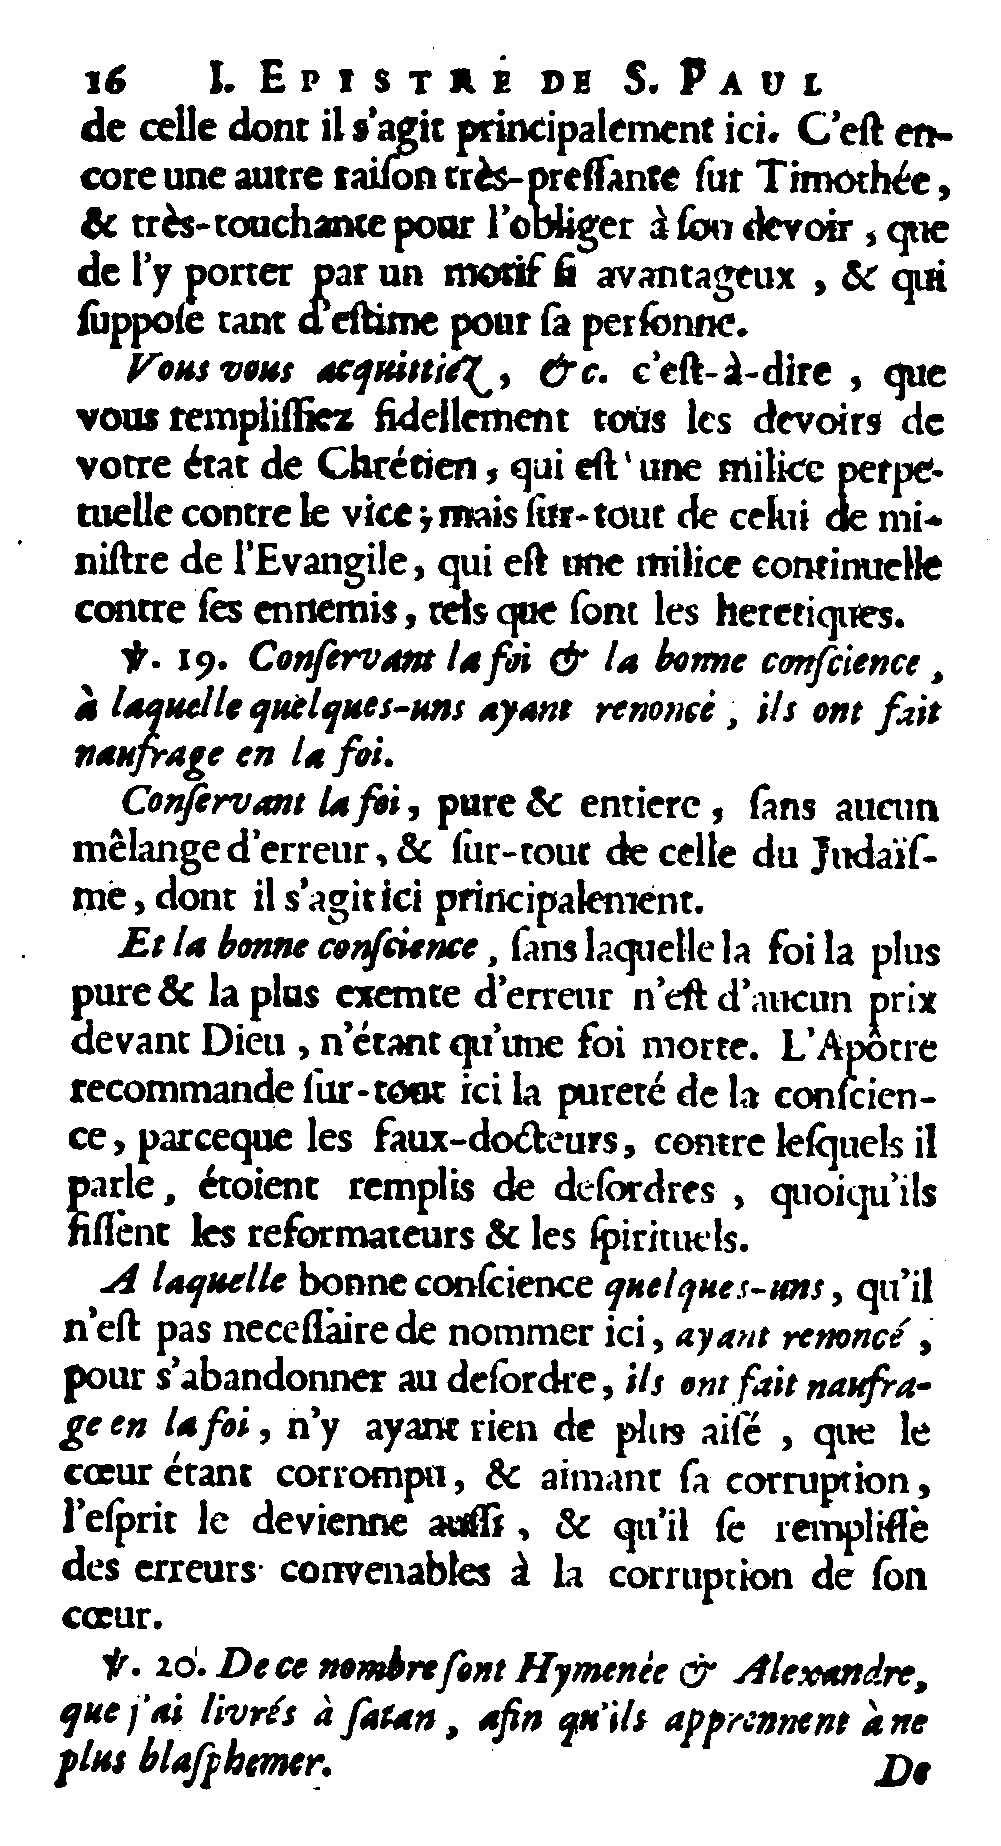 16 I. EPISTRE DE S. PAUL
de celle dont il s'agit principalement ici. C'eſt en-
core une autre raiſon très-preſſante ſur Timothée,
& très-touchante pour l'obliger à ſon devoir, que
de l'y porter par un motif ſi avantageux, & qui
ſuppoſe tant d'eſtime pour ſa perſonne.
Vous vous acquittiez, &c. c'eſt-à-dire, que
vous rempliſſiez fidellement tous les devoirs de
votre état de Chrétien, qui eſt une milice perpe-
tuelle contre le vice; mais ſur-tout de celui de mi-
niſtre de l'Evangile, qui eſt une milice continuelle
contre ſes ennemis, tels que ſont les heretiques.
℣. 19. Conſervant la foi & la bonne conſcience,
à laquelle quelques-uns ayant renoncé, ils ont fait
naufrage en la foi.
Conſervant la foi, pure & entiere, ſans aucun
mêlange d'erreur, & ſur-tout de celle du Judaïſ-
me, dont il s'agit ici principalement.
Et la bonne conſcience, ſans laquelle la foi la plus
pure & la plus exemte d'erreur n'eſt d'aucun prix
devant Dieu, n'étant qu'une foi morte. L'Apôtre
recommande ſur-tout ici la pureté de la conſcien-
ce, parceque les faux-docteurs, contre leſquels il
parle, étoient remplis de deſordres, quoiqu'ils
fiſſent les reformateurs & les ſpirituels.
A laquelle bonne conſcience quelques-uns, qu'il
n'eſt pas neceſſaire de nommer ici, ayant renoncé,
pour s'abandonner au deſordre, ils ont fait naufra-
ge en la foi, n'y ayant rien de plus aiſé, que le
cœur étant corrompu, & aimant ſa corruption,
l'eſprit le devienne auſſi, & qu'il ſe rempliſſe
des erreurs convenables à la corruption de ſon
cœur.
℣. 20. De ce nombre ſont Hymenée & Alexandre,
que j'ai livrés à ſatan, afin qu'ils apprennent à ne
plus blaſphemer.
De